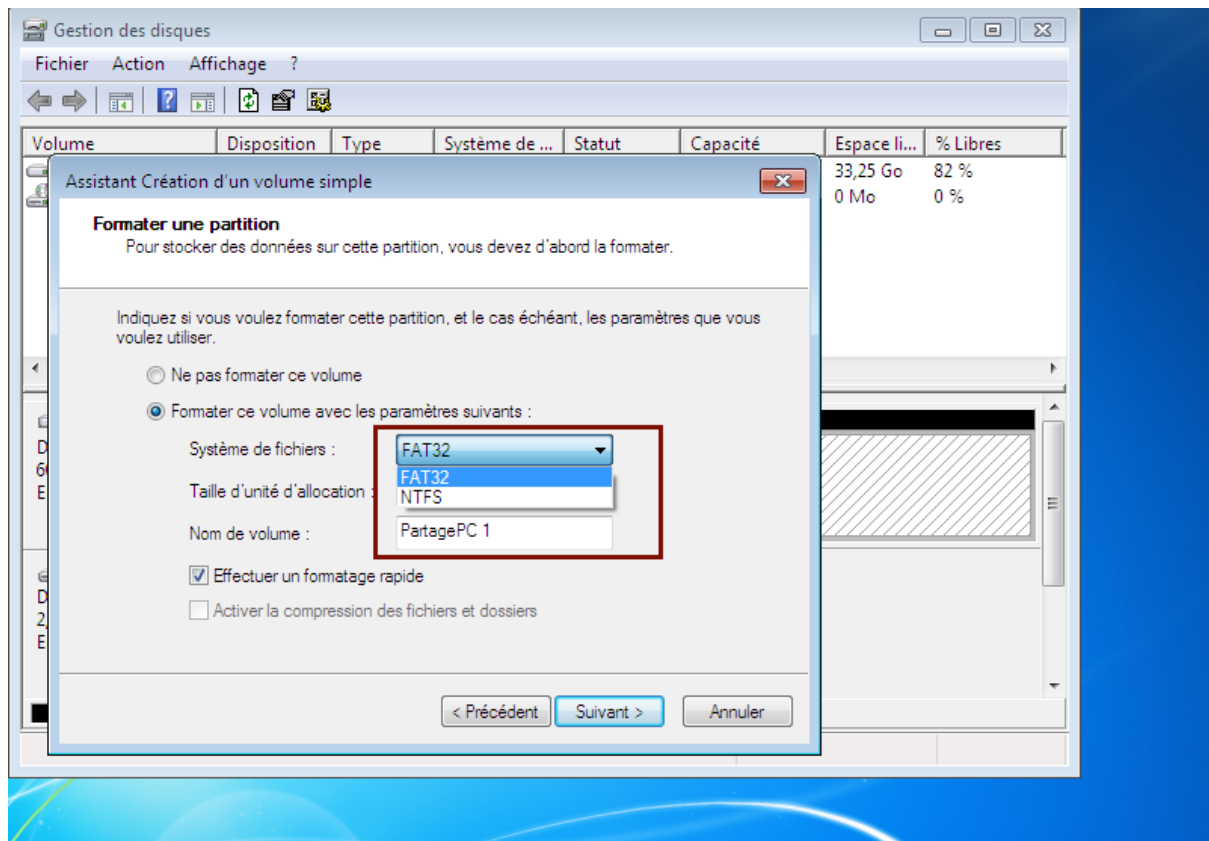 Gestion des disques
Fichier Action Affichage ?
Volume Disposition Type Système de ... Statut Capacité Espace li... % Libres
33,25 Go 82 %
0 Mo 0 %
Assistant Création d'un volume simple
Formater une partition
Pour stocker des données sur cette partition, vous devez d'abord la formater.
Indiquez si vous voulez formater cette partition, et le cas échéant, les paramètres que vous
voulez utiliser.
Ne pas formater ce volume
Formater ce volume avec les paramètres suivants :
Système de fichiers : FAT32
FAT32
Taille d'unité d'allocation :
NTFS
Nom de volume : PartagePC 1
Effectuer un formatage rapide
Activer la compression des fichiers et dossiers
< Précédent Suivant > Annuler